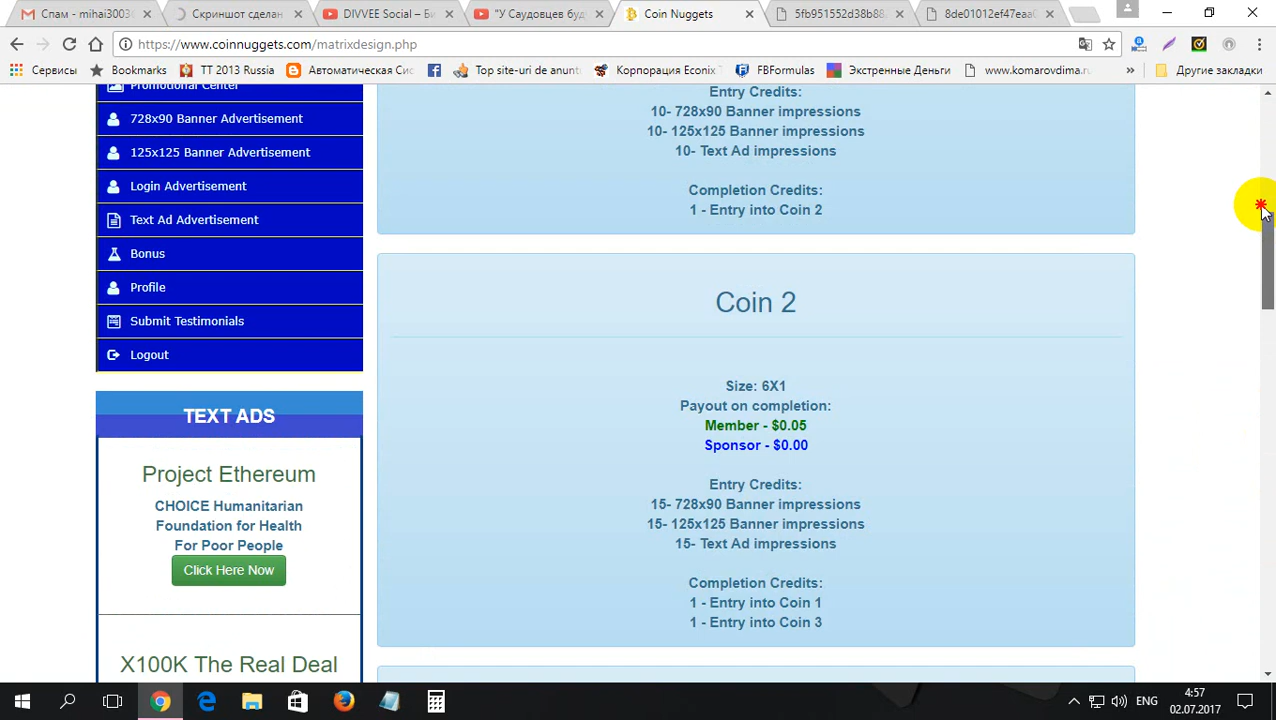 Спам - mihai3003
Скриншот сделан
DIVVEE Social – Б
"У Саудовцев буд
Coin Nuggets
5fb951552d38b88
8de01012ef47eaa0
https://www.coinnuggets.com/matrixdesign.php
Сервисы
Bookmarks
TT 2013 Russia
Автоматическая Си
Top site-uri de anunt
Корпорация Econix
FBFormulas
Экстренные Деньги
www.komarovdima.ru
»
Другие закладки
Promotional Center
728x90 Banner Advertisement
125x125 Banner Advertisement
Login Advertisement
Text Ad Advertisement
Bonus
Profile
Submit Testimonials
Logout
TEXT ADS
Project Ethereum
CHOICE Humanitarian
Foundation for Health
For Poor People
Click Here Now
X100K The Real Deal
Entry Credits:
10- 728x90 Banner impressions
10- 125x125 Banner impressions
10- Text Ad impressions
Completion Credits:
1 - Entry into Coin 2
Coin 2
Size: 6X1
Payout on completion:
Member - $0.05
Sponsor - $0.00
Entry Credits:
15- 728x90 Banner impressions
15- 125x125 Banner impressions
15- Text Ad impressions
Completion Credits:
1 - Entry into Coin 1
1 - Entry into Coin 3
ENG
4:57
02.07.2017